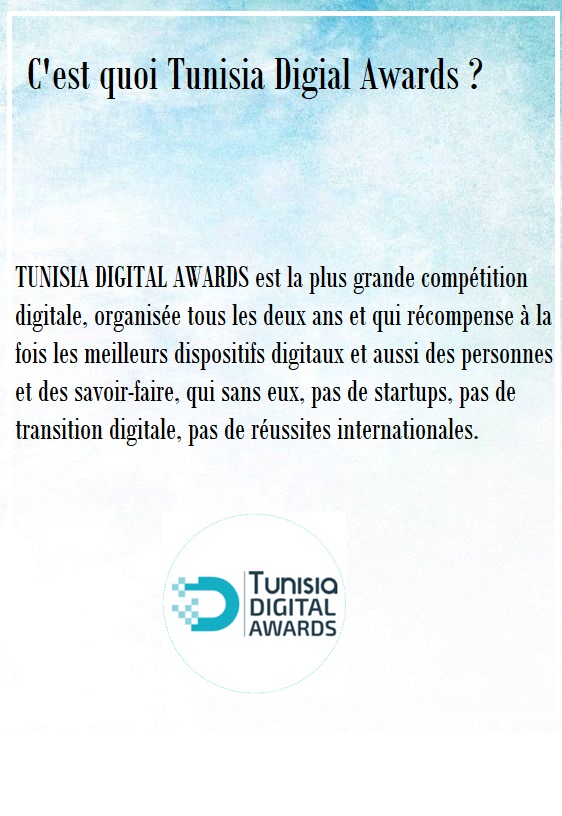 C'est quoi Tunisia Digial Awards ?
TUNISIA DIGITAL AWARDS est la plus grande compétition
digitale, organisée tous les deux ans et qui récompense à la
fois les meilleurs dispositifs digitaux et aussi des personnes
et des savoir-faire, qui sans eux, pas de startups, pas de
transition digitale, pas de réussites internationales.
Tunisia
DIGITAL
AWARDS